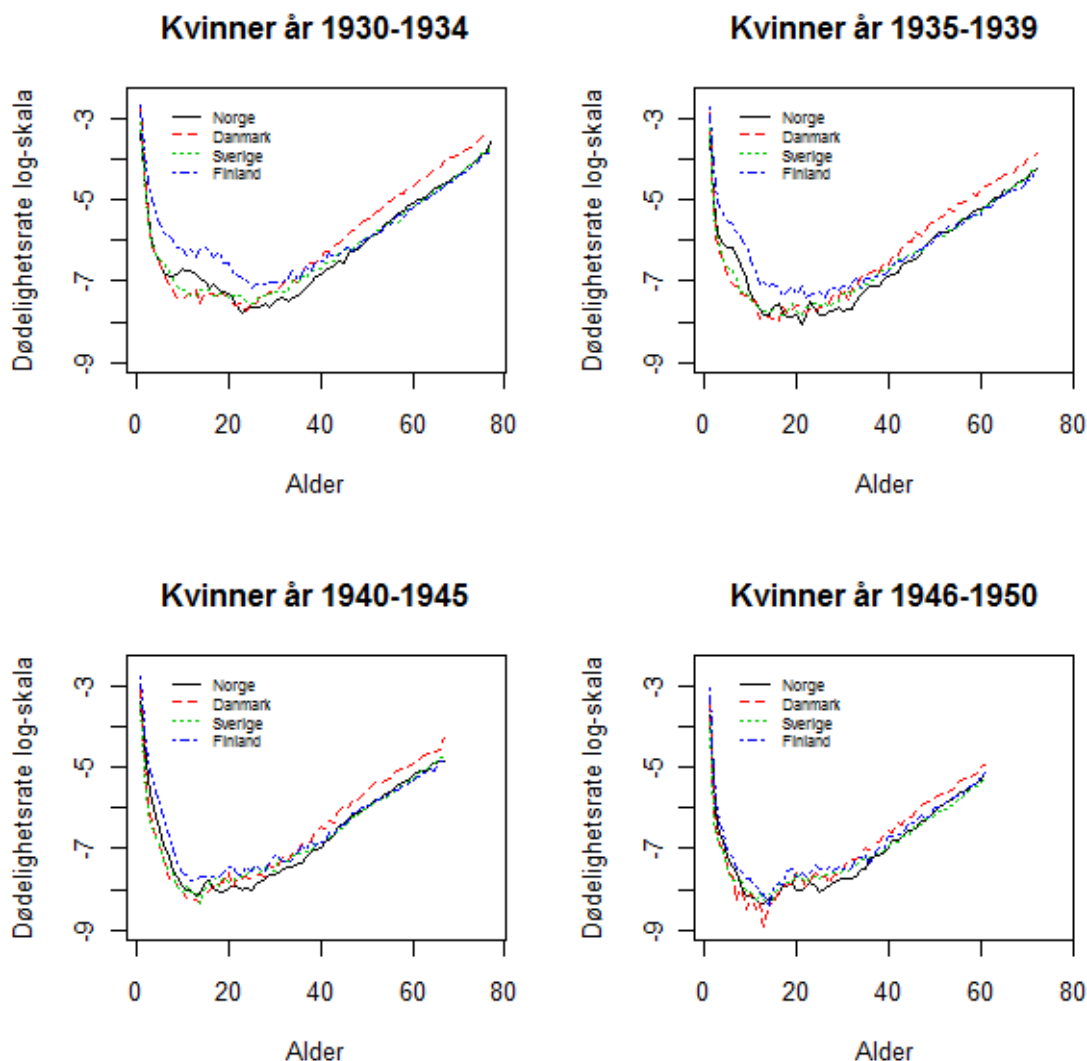 Kvinner år 1930-1934
Dødelighetsrate log-skala
-3
-5
-7
-9
Norge
Danmark
Sverige
Finland
0 20 40 60 80
Alder
Kvinner år 1935-1939
Dødelighetsrate log-skala
-3
-5
-7
-9
Norge
Danmark
Sverige
Finland
0 20 40 60 80
Alder
Kvinner år 1940-1945
Dødelighetsrate log-skala
-3
-5
-7
-9
Norge
Danmark
Sverige
Finland
0 20 40 60 80
Alder
Kvinner år 1946-1950
Dødelighetsrate log-skala
-3
-5
-7
-9
Norge
Danmark
Sverige
Finland
0 20 40 60 80
Alder